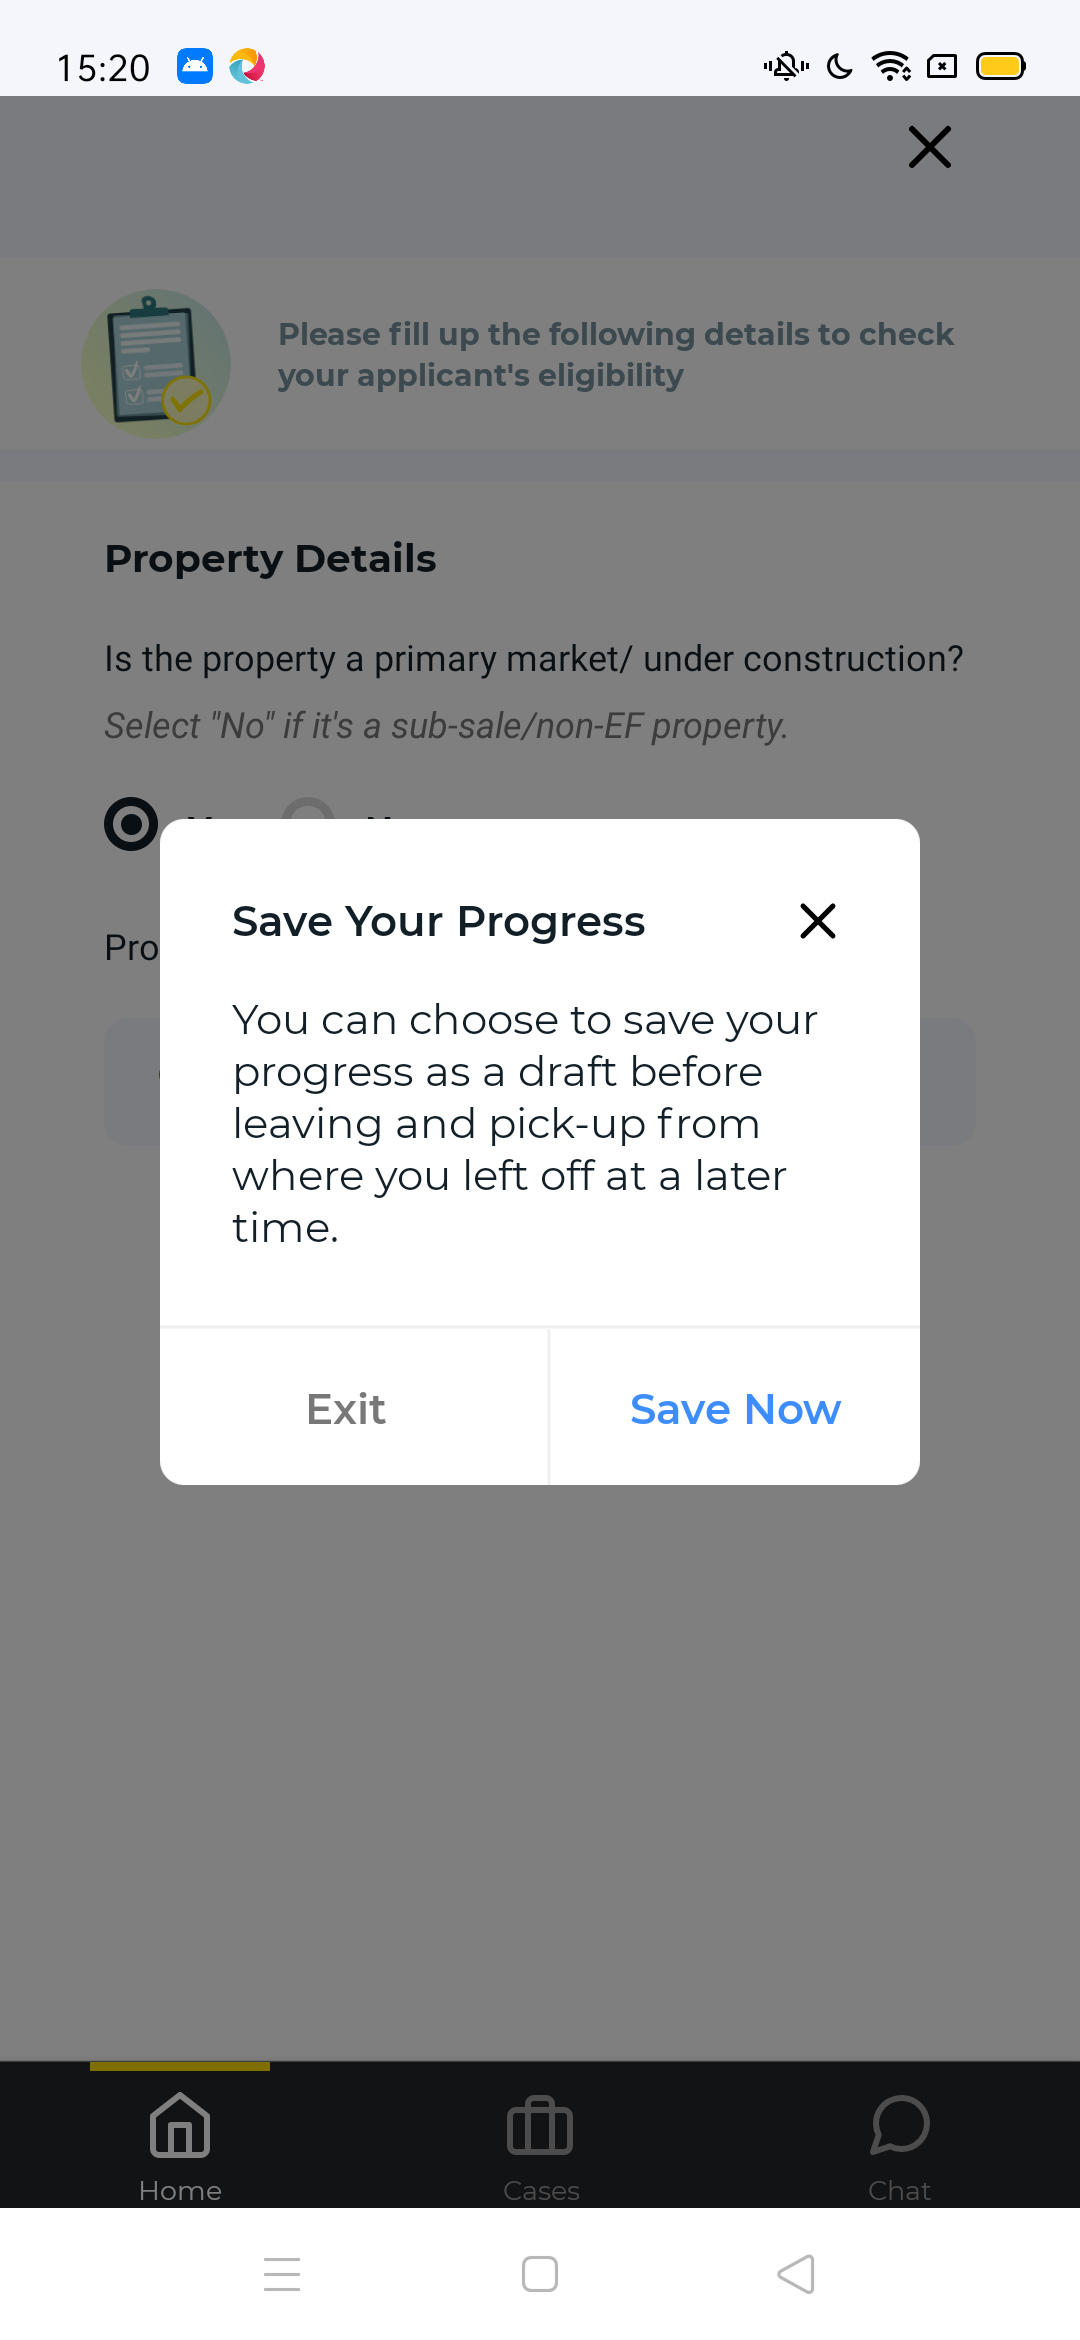 15:20
Please fill up the following details to check
your applicant's eligibility
Property Details
Is the property a primary market/ under construction?
Select "No" if it's a sub-sale/non-EF property.
Save Your Progress
You can choose to save your
progress as a draft before
leaving and pick-up from
where you left off at a later
time.
Exit
Save Now
Home
Cases
Chat